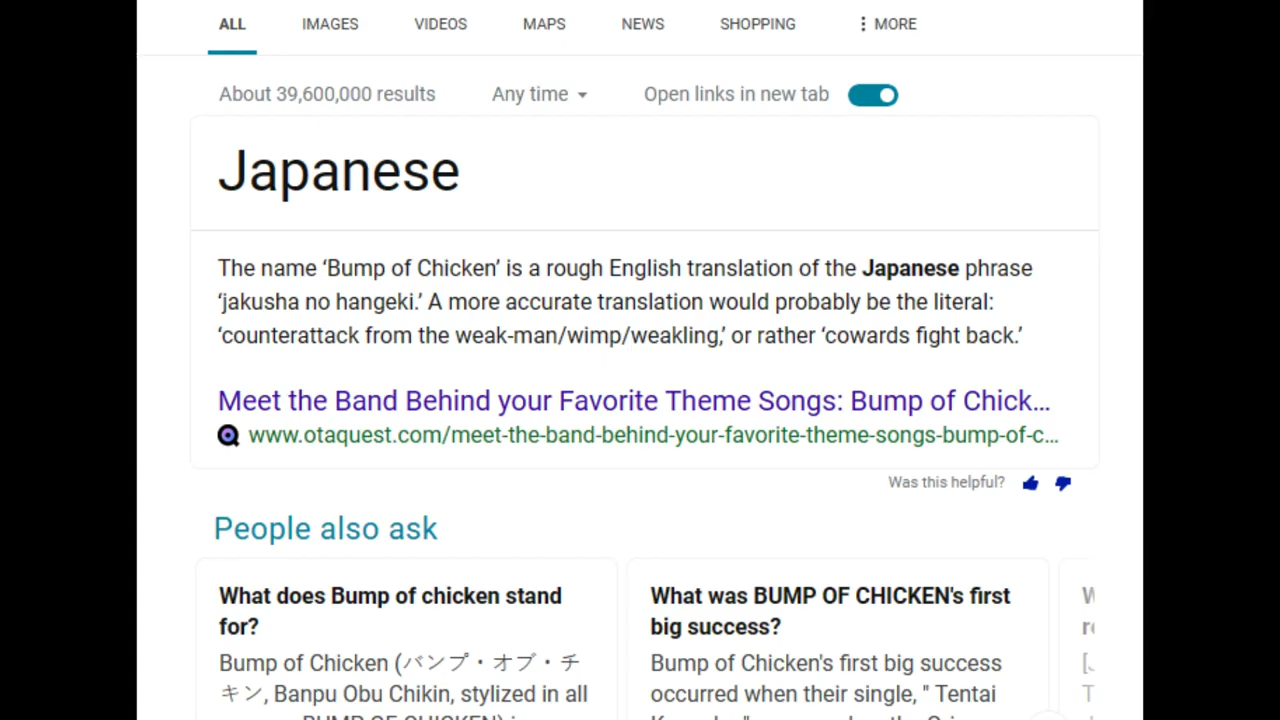 ALL IMAGES VIDEOS MAPS NEWS SHOPPING MORE
About 39,600,000 results Any time Open links in new tab
Japanese
The name ‘Bump of Chicken’ is a rough English translation of the Japanese phrase
‘jakusha no hangeki.’ A more accurate translation would probably be the literal:
‘counterattack from the weak-man/wimp/weakling,’ or rather ‘cowards fight back.’
Meet the Band Behind your Favorite Theme Songs: Bump of Chick...
www.otaquest.com/meet-the-band-behind-your-favorite-theme-songs-bump-of-c...
Was this helpful?
People also ask
What does Bump of chicken stand
for?
Bump of Chicken (バンプ・オブ・チ
キン, Banpu Obu Chikin, stylized in all
BUMP OF CHICKEN)
What was BUMP OF CHICKEN's first
big success?
Bump of Chicken's first big success
occurred when their single, " Tentai